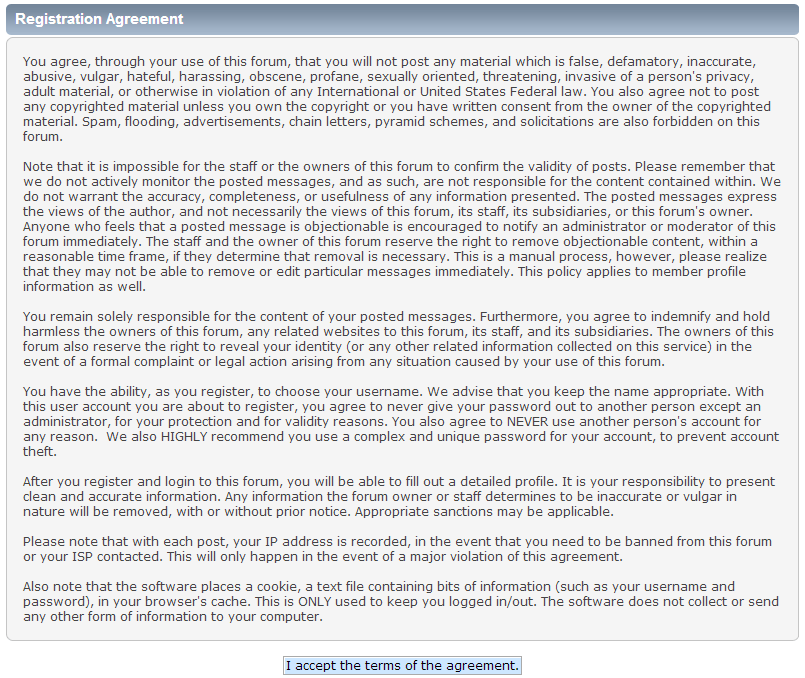 Registration Agreement
You agree, through your use of this forum, that you will not post any material which is false, defamatory, inaccurate,
abusive, vulgar, hateful, harassing, obscene, profane, sexually oriented, threatening, invasive of a person's privacy,
adult material, or otherwise in violation of any International or United States Federal law. You also agree not to post
any copyrighted material unless you own the copyright or you have written consent from the owner of the copyrighted
material. Spam, flooding, advertisements, chain letters, pyramid schemes, and solicitations are also forbidden on this
forum.
Note that it is impossible for the staff or the owners of this forum to confirm the validity of posts. Please remember that
we do not actively monitor the posted messages, and as such, are not responsible for the content contained within. We
do not warrant the accuracy, completeness, or usefulness of any information presented. The posted messages express
the views of the author, and not necessarily the views of this forum, its staff, its subsidiaries, or this forum's owner.
Anyone who feels that a posted message is objectionable is encouraged to notify an administrator or moderator of this
forum immediately. The staff and the owner of this forum reserve the right to remove objectionable content, within a
reasonable time frame, if they determine that removal is necessary. This is a manual process, however, please realize
that they may not be able to remove or edit particular messages immediately. This policy applies to member profile
information as well.
You remain solely responsible for the content of your posted messages. Furthermore, you agree to indemnify and hold
harmless the owners of this forum, any related websites to this forum, its staff, and its subsidiaries. The owners of this
forum also reserve the right to reveal your identity (or any other related information collected on this service) in the
event of a formal complaint or legal action arising from any situation caused by your use of this forum.
You have the ability, as you register, to choose your username. We advise that you keep the name appropriate. With
this user account you are about to register, you agree to never give your password out to another person except an
administrator, for your protection and for validity reasons. You also agree to NEVER use another person's account for
any reason.  We also HIGHLY recommend you use a complex and unique password for your account, to prevent account
theft.
After you register and login to this forum, you will be able to fill out a detailed profile. It is your responsibility to present
clean and accurate information. Any information the forum owner or staff determines to be inaccurate or vulgar in
nature will be removed, with or without prior notice. Appropriate sanctions may be applicable.
Please note that with each post, your IP address is recorded, in the event that you need to be banned from this forum
or your ISP contacted. This will only happen in the event of a major violation of this agreement.
Also note that the software places a cookie, a text file containing bits of information (such as your username and
password), in your browser's cache. This is ONLY used to keep you logged in/out. The software does not collect or send
any other form of information to your computer.
I accept the terms of the agreement.